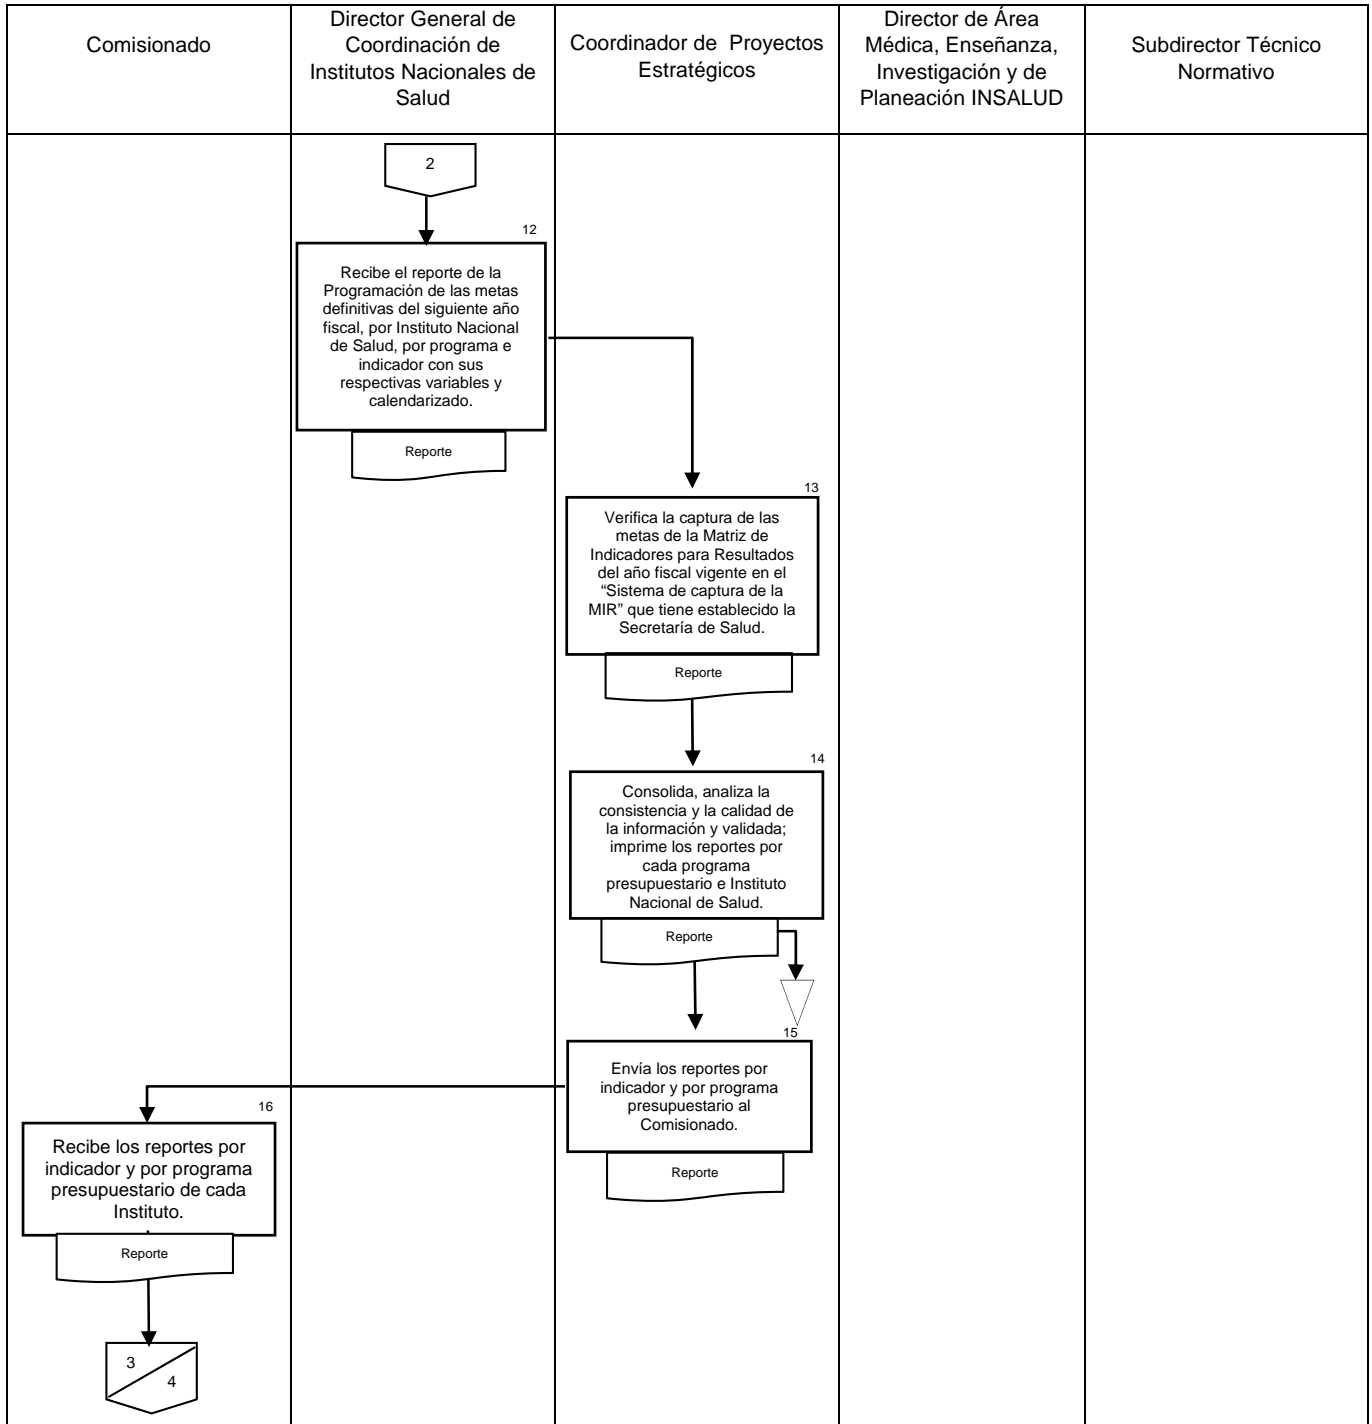 Comisionado
Director General de
Coordinación de
Institutos Nacionales de
Salud
Coordinador de Proyectos
Estratégicos
Director de Área
Médica, Enseñanza,
Investigación y de
Planeación INSALUD
Subdirector Técnico
Normativo
2
12
Recibe el reporte de la
Programación de las metas
definitivas del siguiente año
fiscal, por Instituto Nacional
de Salud, por programa e
indicador con sus
respectivas variables y
calendarizado.
Reporte
13
Verifica la captura de las
metas de la Matriz de
Indicadores para Resultados
del año fiscal vigente en el
“Sistema de captura de la
MIR” que tiene establecido la
Secretaría de Salud.
Reporte
14
Consolida, analiza la
consistencia y la calidad de
la información y validada;
imprime los reportes por
cada programa
presupuestario e Instituto
Nacional de Salud.
Reporte
15
Envía los reportes por
indicador y por programa
presupuestario al
Comisionado.
Reporte
16
Recibe los reportes por
indicador y por programa
presupuestario de cada
Instituto.
Reporte
3
4